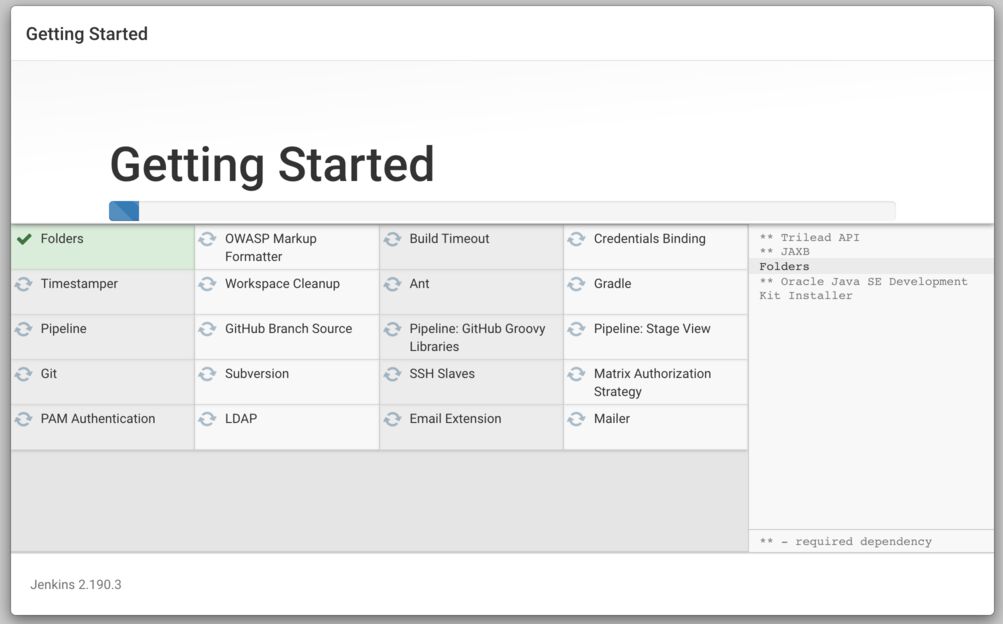 Getting Started
Getting Started
Folders
OWASP Markup
Formatter
Build Timeout
Credentials Binding
Timestamper
Workspace Cleanup
Ant
Gradle
Pipeline
GitHub Branch Source
Pipeline: GitHub Groovy
Libraries
Pipeline: Stage View
Git
Subversion
SSH Slaves
Matrix Authorization
Strategy
PAM Authentication
LDAP
Email Extension
Mailer
** Trilead API
** JAXB
Folders
** Oracle Java SE Development
Kit Installer
** - required dependency
Jenkins 2.190.3